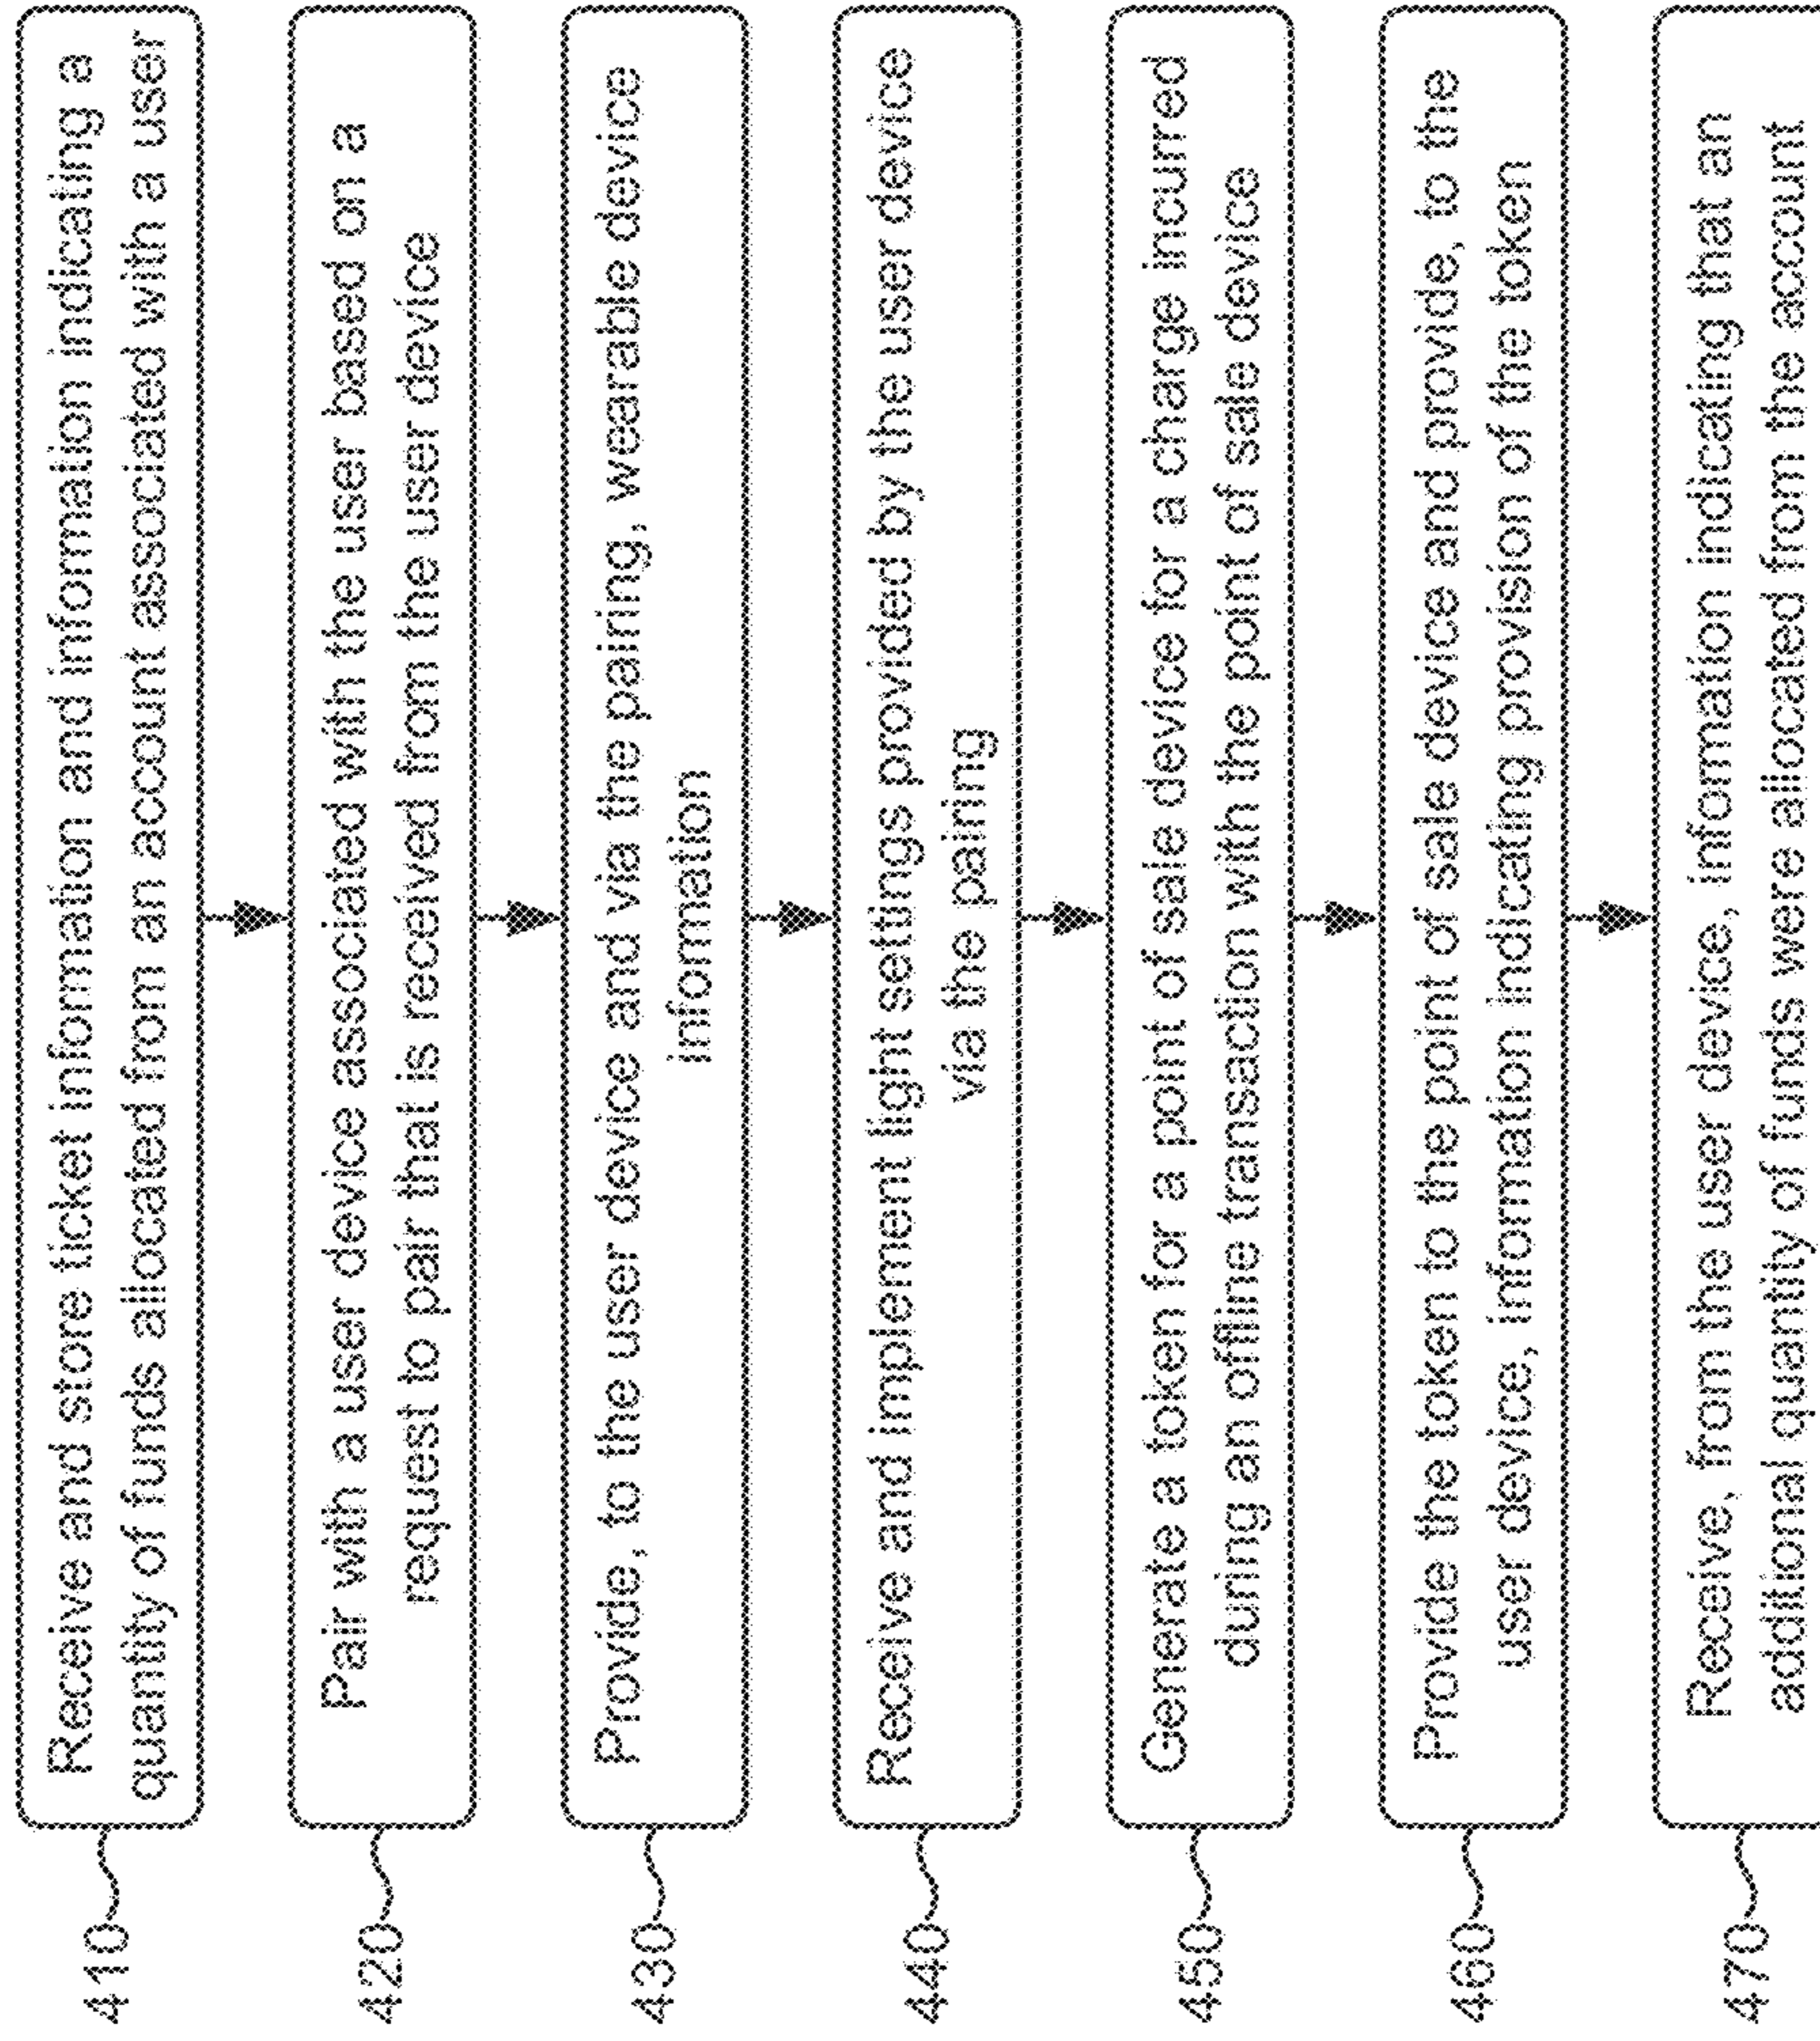 410
Receive and store ticket information and information indicating a
quantity of funds allocated from an account associated with a user
420
Pair with a user device associated with the user based on a
request to pair that is received from the user device
430
Provide, to the user device and via the pairing, wearable device
information
440
Receive and implement light settings provided by the user device
via the pairing
450
Generate a token for a point of sale device for a charge incurred
during an offline transaction with the point of sale device
460
Provide the token to the point of sale device and provide, to the
user device, information indicating provision of the token
470
Receive, from the user device, information indicating that an
additional quantity of funds were allocated from the account